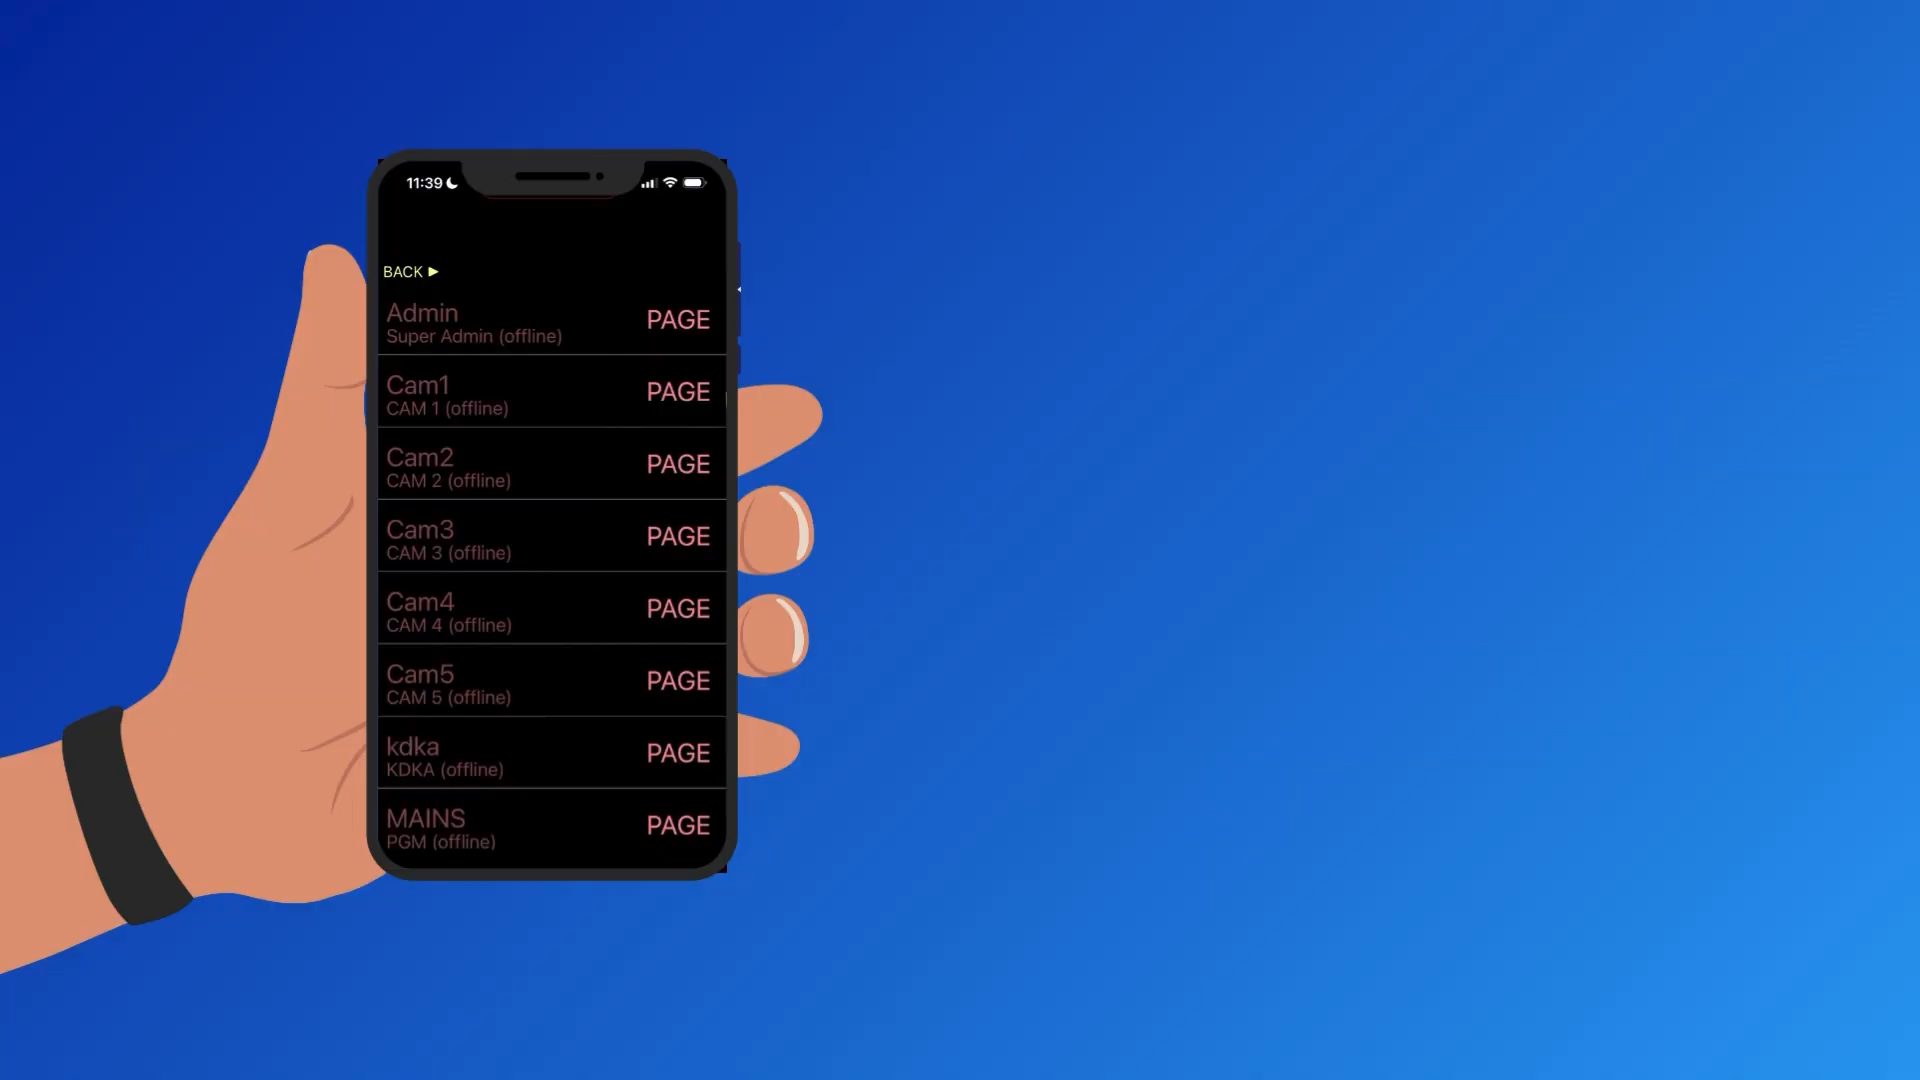 11:39
BACK ▶
Admin
Super Admin (offline)
PAGE
Cam1
CAM 1 (offline)
PAGE
Cam2
CAM 2 (offline)
PAGE
Cam3
CAM 3 (offline)
PAGE
Cam4
CAM 4 (offline)
PAGE
Cam5
CAM 5 (offline)
PAGE
kdka
KDKA (offline)
PAGE
MAINS
PGM (offline)
PAGE